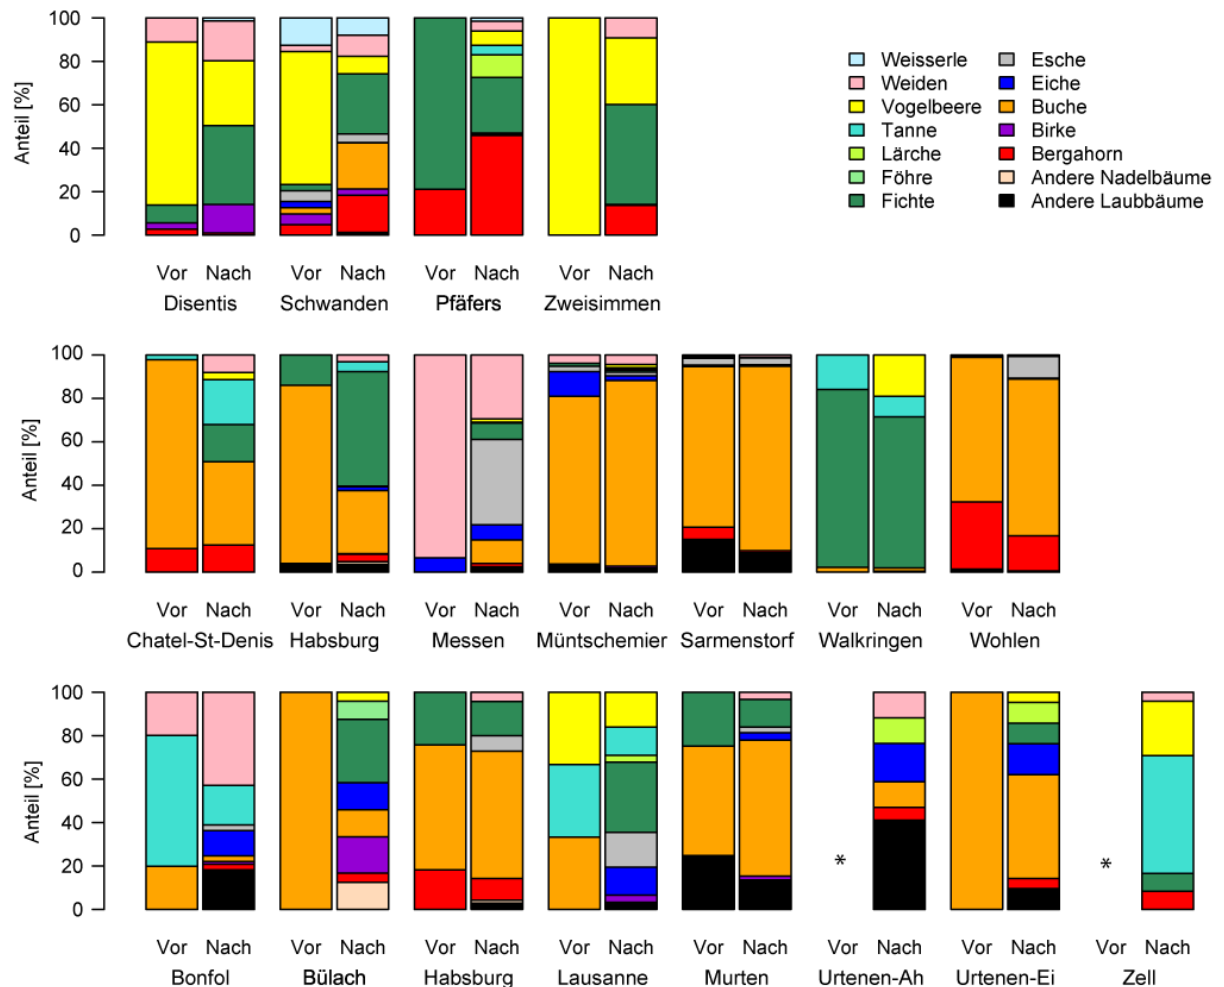 Anteil [%]
100
80
60
40
20
0
Vor Nach Vor Nach Vor Nach Vor Nach
Disentis Schwanden Pfäfers Zweisimmen
Weisserle Esche
Weiden Eiche
Vogelbeere Buche
Tanne Birke
Lärche Bergahorn
Föhre Andere Nadelbäume
Fichte Andere Laubbäume
Anteil [%]
100
80
60
40
20
0
Vor Nach Vor Nach Vor Nach Vor Nach Vor Nach Vor Nach Vor Nach
Chatel-St-Denis Habsburg Messen Müntschemier Sarmenstorf Walkringen Wohlen
Anteil [%]
100
80
60
40
20
0
* *
Vor Nach Vor Nach Vor Nach Vor Nach Vor Nach Vor Nach Vor Nach Vor Nach
Bonfol Bülach Habsburg Lausanne Murten Urtenen-Ah Urtenen-Ei Zell